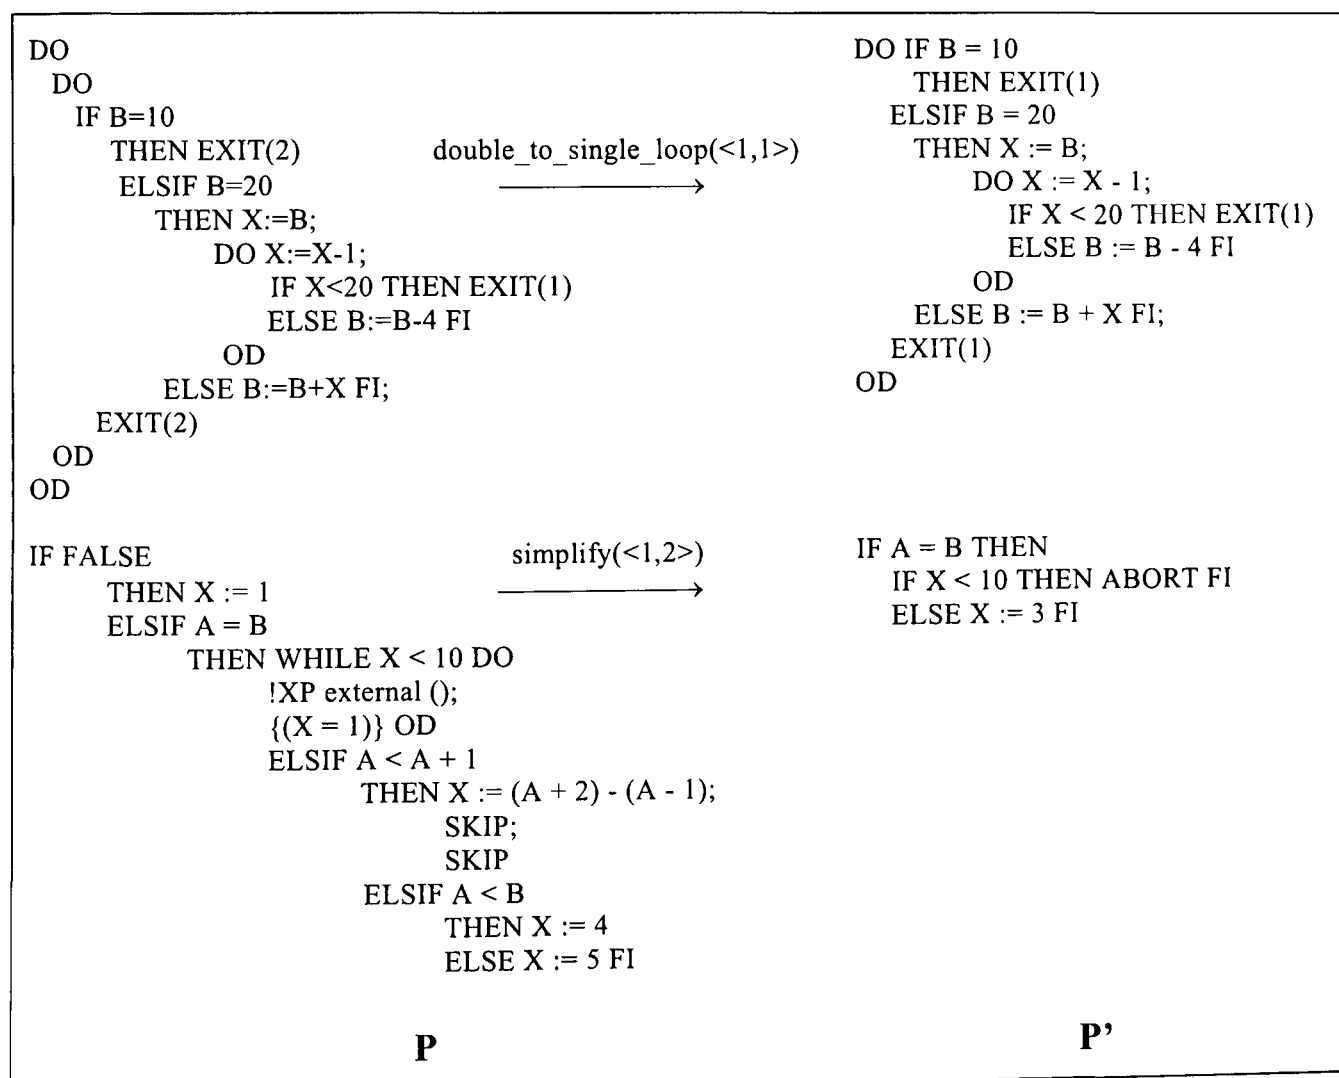 DO
DO
IF B=10
THEN EXIT(2)
ELSIF B=20
THEN X:=B;
DO X:=X-1;
IF X<20 THEN EXIT(1)
ELSE B:=B-4 FI
OD
ELSE B:=B+X FI;
EXIT(2)
OD
OD
double_to_single_loop(<1,1>)
DO IF B = 10
THEN EXIT(1)
ELSIF B = 20
THEN X := B;
DO X := X - 1;
IF X < 20 THEN EXIT(1)
ELSE B := B - 4 FI
OD
ELSE B := B + X FI;
EXIT(1)
OD
IF FALSE
THEN X := 1
ELSIF A = B
THEN WHILE X < 10 DO
!XP external ();
{(X = 1)} OD
ELSIF A < A + 1
THEN X := (A + 2) - (A - 1);
SKIP;
SKIP
ELSIF A < B
THEN X := 4
ELSE X := 5 FI
simplify(<1,2>)
IF A = B THEN
IF X < 10 THEN ABORT FI
ELSE X := 3 FI
P
P’